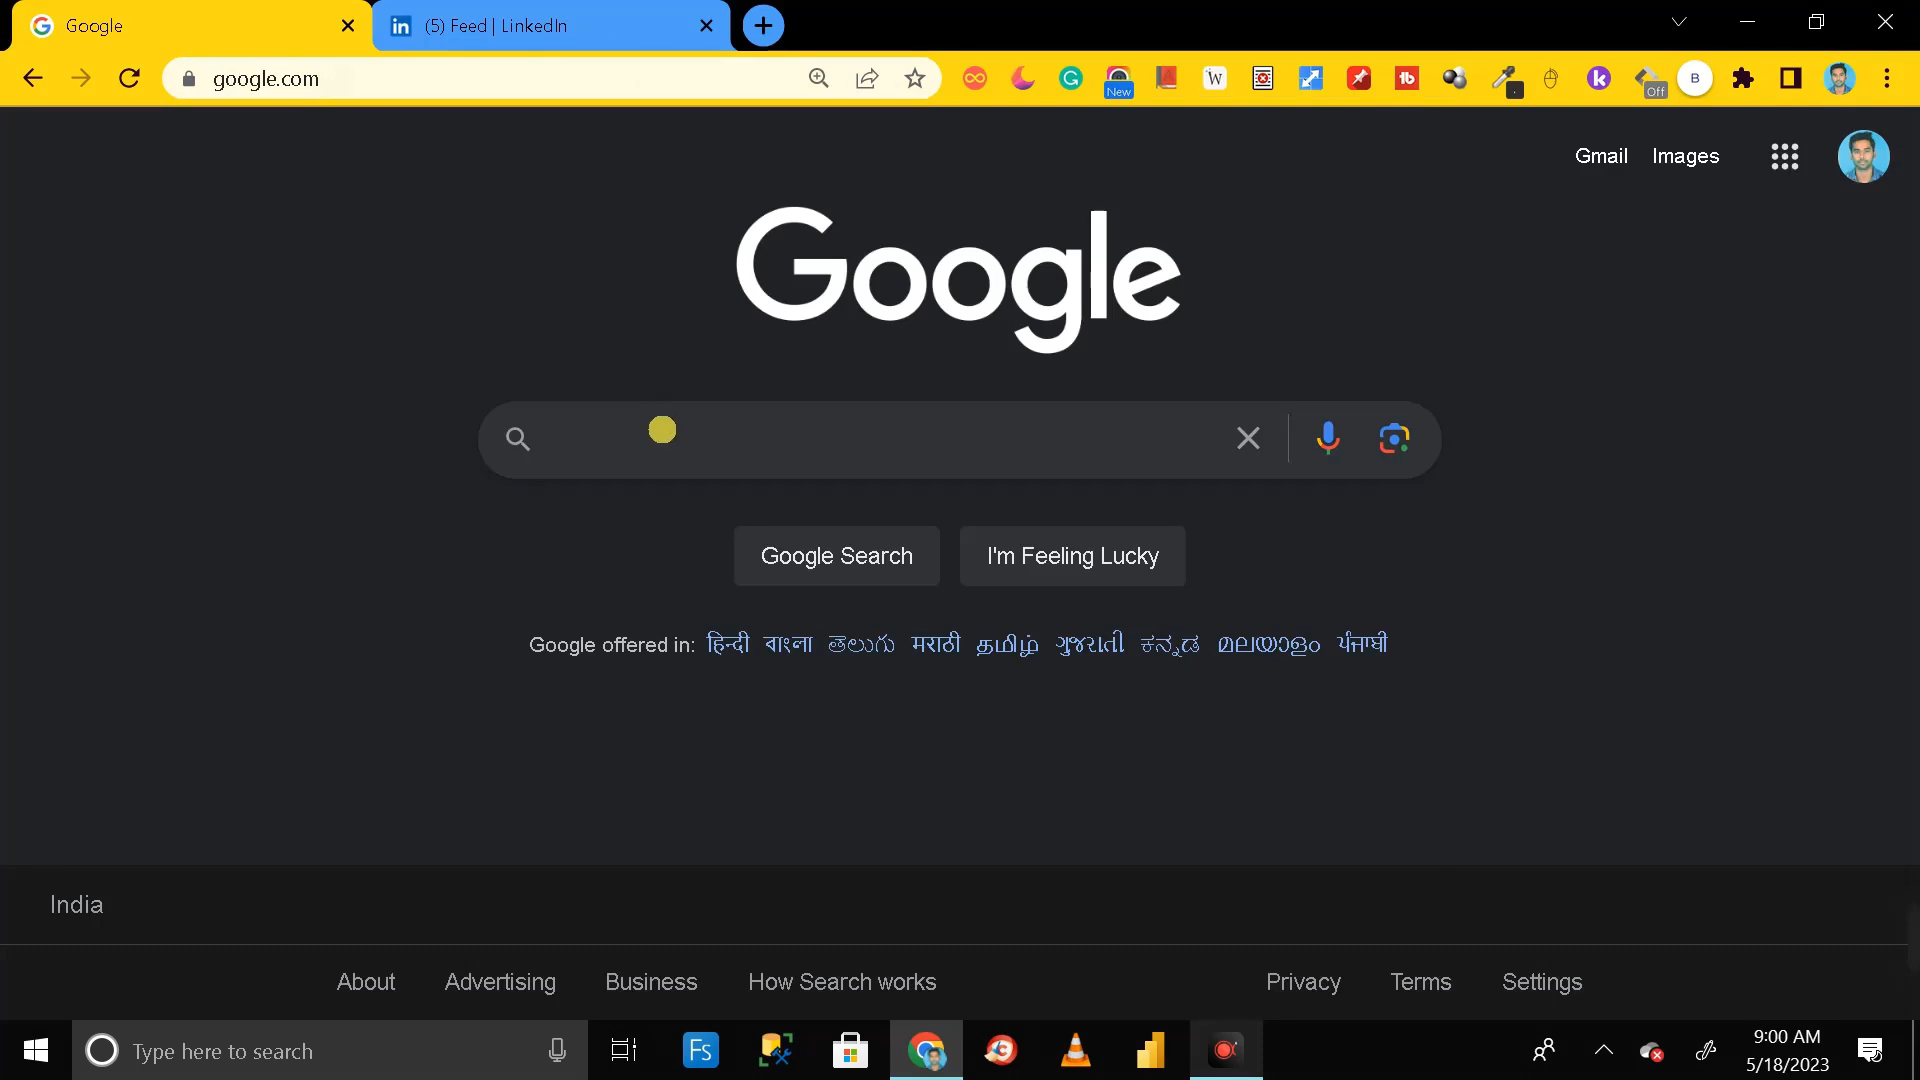 Google
(5) Feed | LinkedIn
google.com
New
Off
B
Gmail
Images
Google
Google Search
I'm Feeling Lucky
Google offered in: हिन्दी বাংলা తెలుగు मराठी தமிழ் ગુજરાતી ಕನ್ನಡ മലയാളം ਪੰਜਾਬੀ
India
About Advertising Business How Search works Privacy Terms Settings
Type here to search
Fs
9:00 AM
5/18/2023